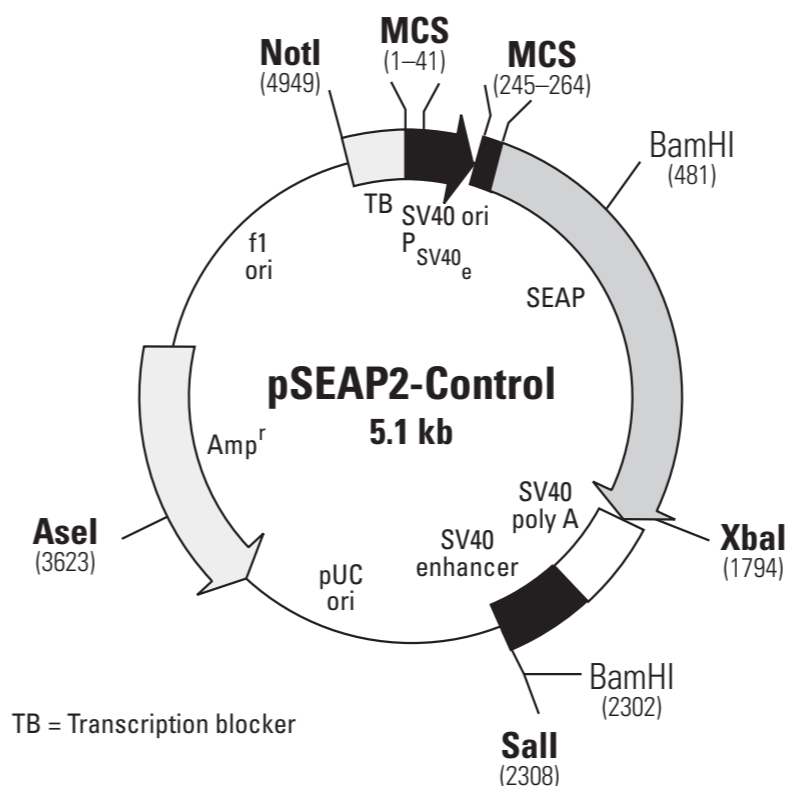 MCS
(1–41)
NotI
(4949)
MCS
(245–264)
BamHI
(481)
TB
SV40 ori
P SV40 e
f1
ori
SEAP
pSEAP2-Control
5.1 kb
Amp r
SV40
poly A
AseI
(3623)
SV40
enhancer
XbaI
(1794)
pUC
ori
BamHI
(2302)
TB = Transcription blocker
SalI
(2308)